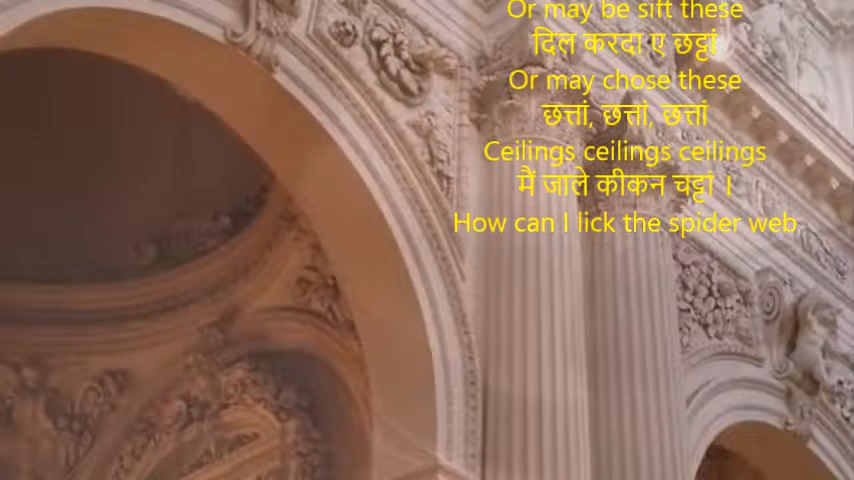 Or may be sift these
दिल करदा ए छट्टां
Or may chose these
छत्तां, छत्तां, छत्तां
Ceilings ceilings ceilings
मैं जाले कीकन चट्टां ।
How can I lick the spider web